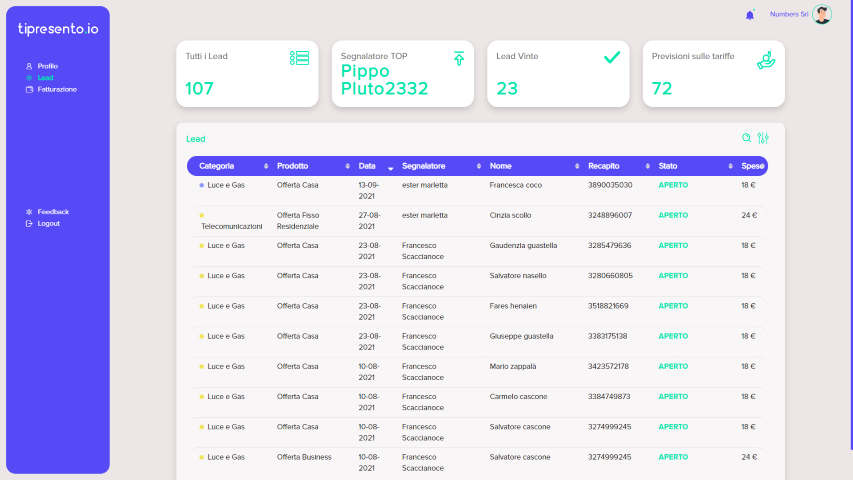 tipresento.io
Profilo
Lead
Fatturazione
Feedback
Logout
Numbers Srl
Tutti i Lead
107
Segnalatore TOP
Pippo
Pluto2332
Lead Vinte
23
Previsioni sulle tariffe
72
Lead
Categoria Prodotto Data Segnalatore Nome Recapito Stato Spese
Luce e Gas Offerta Casa 13-09- ester marletta Francesca coco 3890035030 APERTO 18 €
2021
Offerta Fisso 27-08- ester marletta Cinzia scollo 3248896007 APERTO 24 €
Telecomunicazioni Residenziale 2021
Luce e Gas Offerta Casa 23-08- Francesco Gaudenzia guastella 3285479636 APERTO 18 €
2021 Scaccianoce
Luce e Gas Offerta Casa 23-08- Francesco Salvatore nasello 3280660805 APERTO 18 €
2021 Scaccianoce
Luce e Gas Offerta Casa 23-08- Francesco Fares henaien 3518821669 APERTO 18 €
2021 Scaccianoce
Luce e Gas Offerta Casa 23-08- Francesco Giuseppe guastella 3383175138 APERTO 18 €
2021 Scaccianoce
Luce e Gas Offerta Casa 10-08- Francesco Mario zappalà 3423572178 APERTO 18 €
2021 Scaccianoce
Luce e Gas Offerta Casa 10-08- Francesco Carmelo cascone 3384749873 APERTO 18 €
2021 Scaccianoce
Luce e Gas Offerta Casa 10-08- Francesco Salvatore cascone 3274999245 APERTO 18 €
2021 Scaccianoce
Luce e Gas Offerta Business 10-08- Francesco Salvatore cascone 3274999245 APERTO 24 €
2021 Scaccianoce